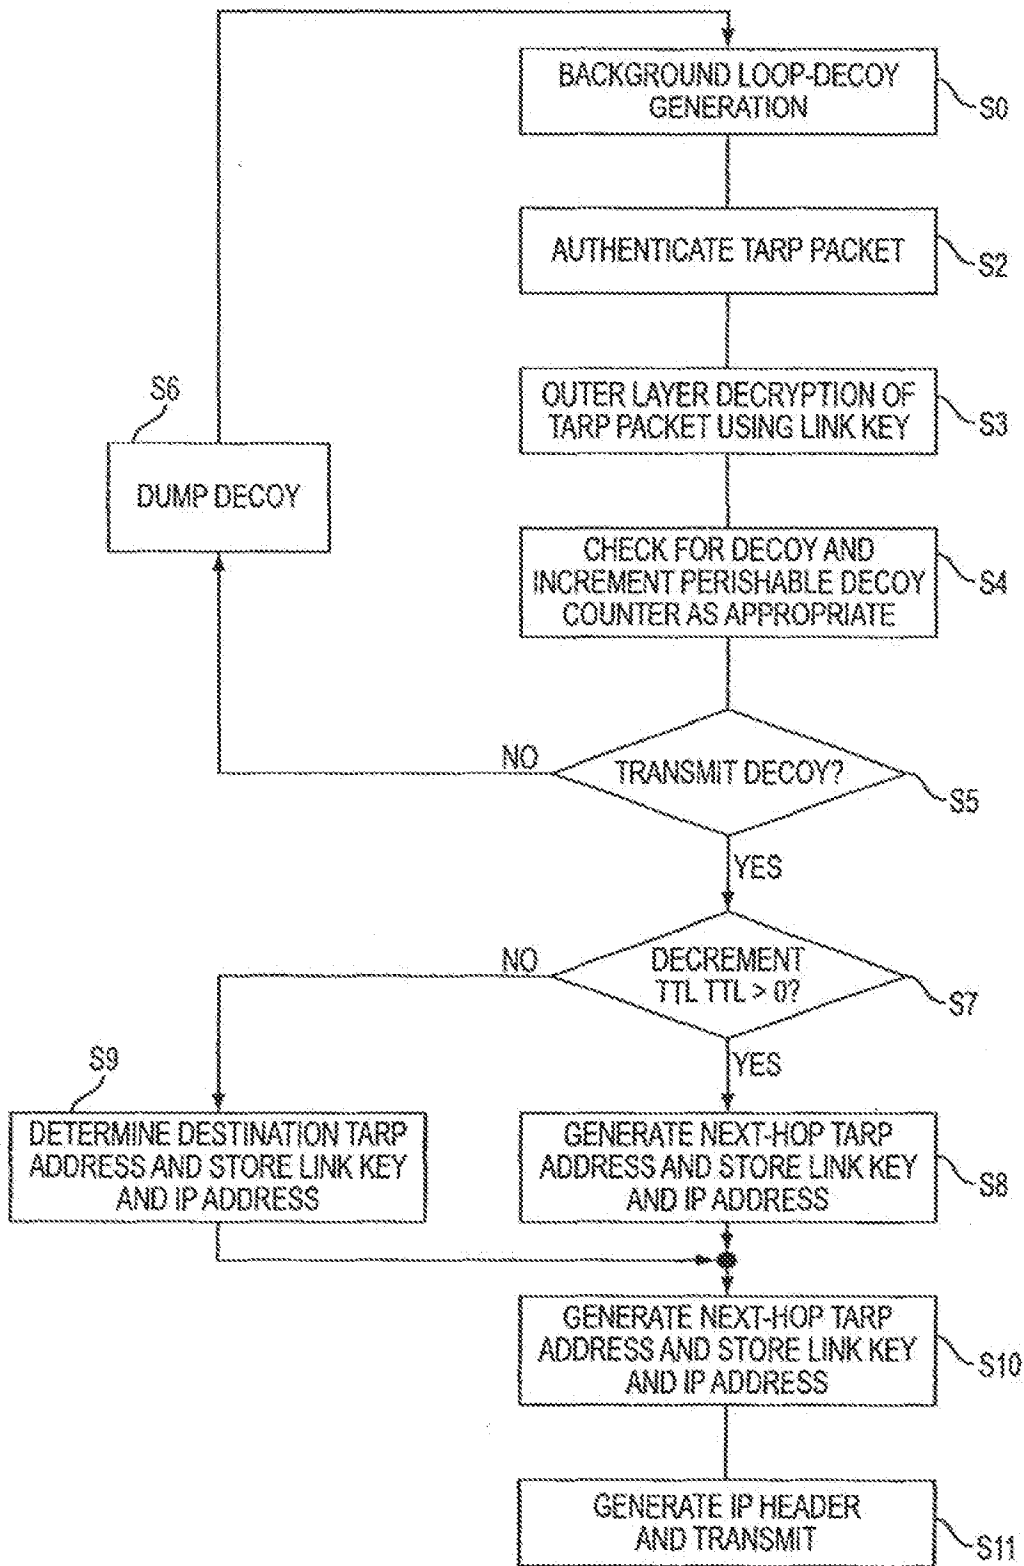 BACKGROUND LOOP-DECOY
GENERATION
S0
AUTHENTICATE TARP PACKET
S2
OUTER LAYER DECRYPTION OF
TARP PACKET USING LINK KEY
S3
S6
DUMP DECOY
CHECK FOR DECOY AND
INCREMENT PERISHABLE DECOY
COUNTER AS APPROPRIATE
S4
NO
TRANSMIT DECOY?
S5
YES
NO
DECREMENT
TTL TTL > 0?
S7
YES
S9
DETERMINE DESTINATION TARP
ADDRESS AND STORE LINK KEY
AND IP ADDRESS
GENERATE NEXT-HOP TARP
ADDRESS AND STORE LINK KEY
AND IP ADDRESS
S8
GENERATE NEXT-HOP TARP
ADDRESS AND STORE LINK KEY
AND IP ADDRESS
S10
GENERATE IP HEADER
AND TRANSMIT
S11